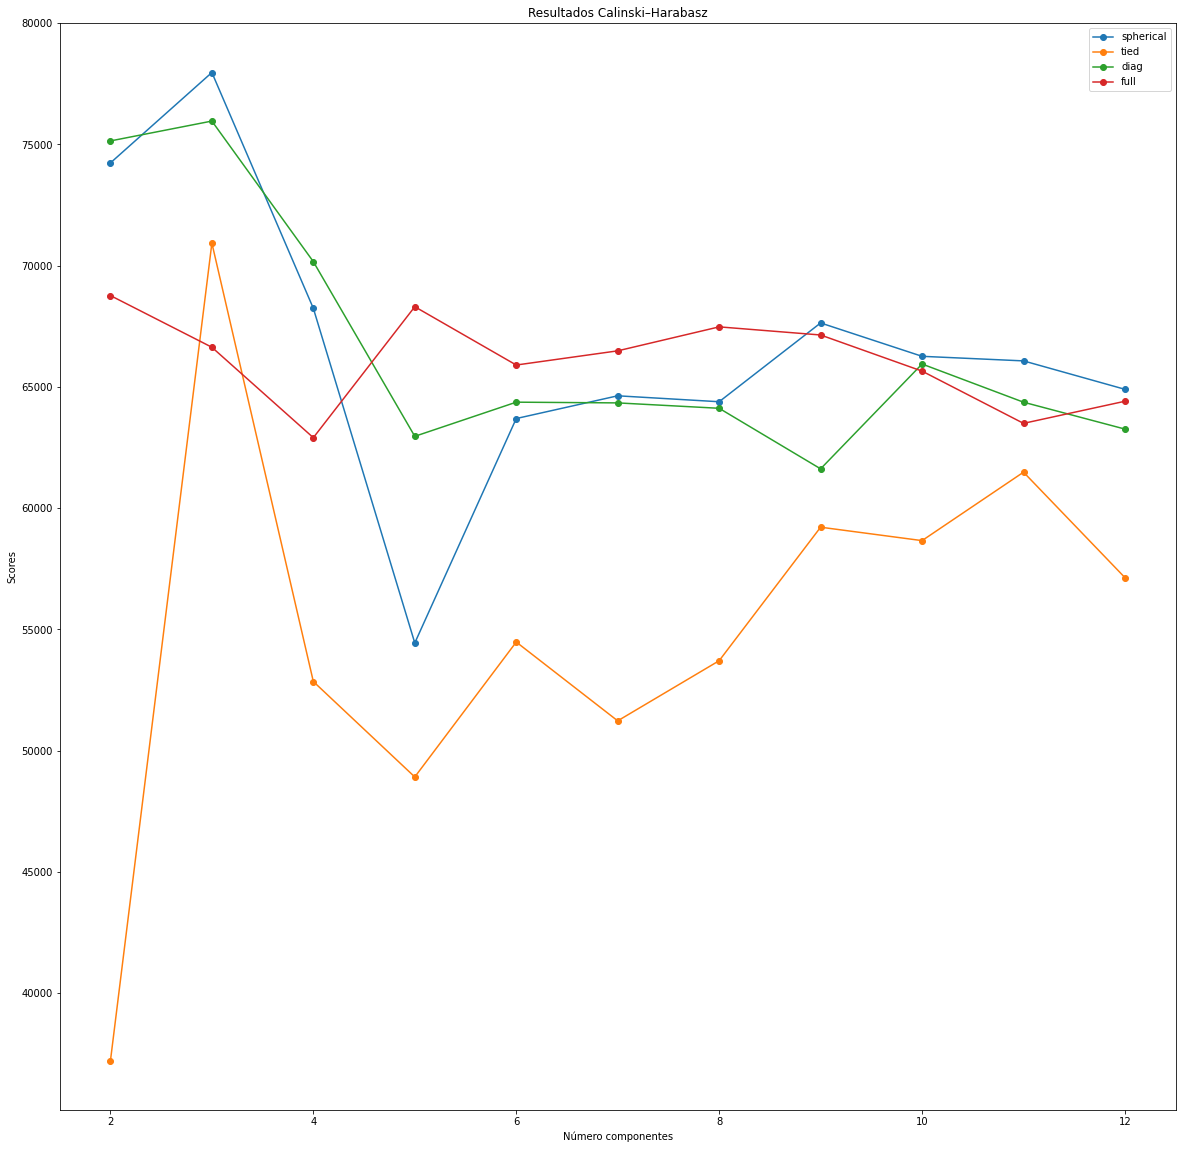 Resultados Calinski–Harabasz
80000
75000
70000
65000
60000
55000
50000
45000
40000
Scores
2
4
6
8
10
12
Número componentes
spherical
tied
diag
full